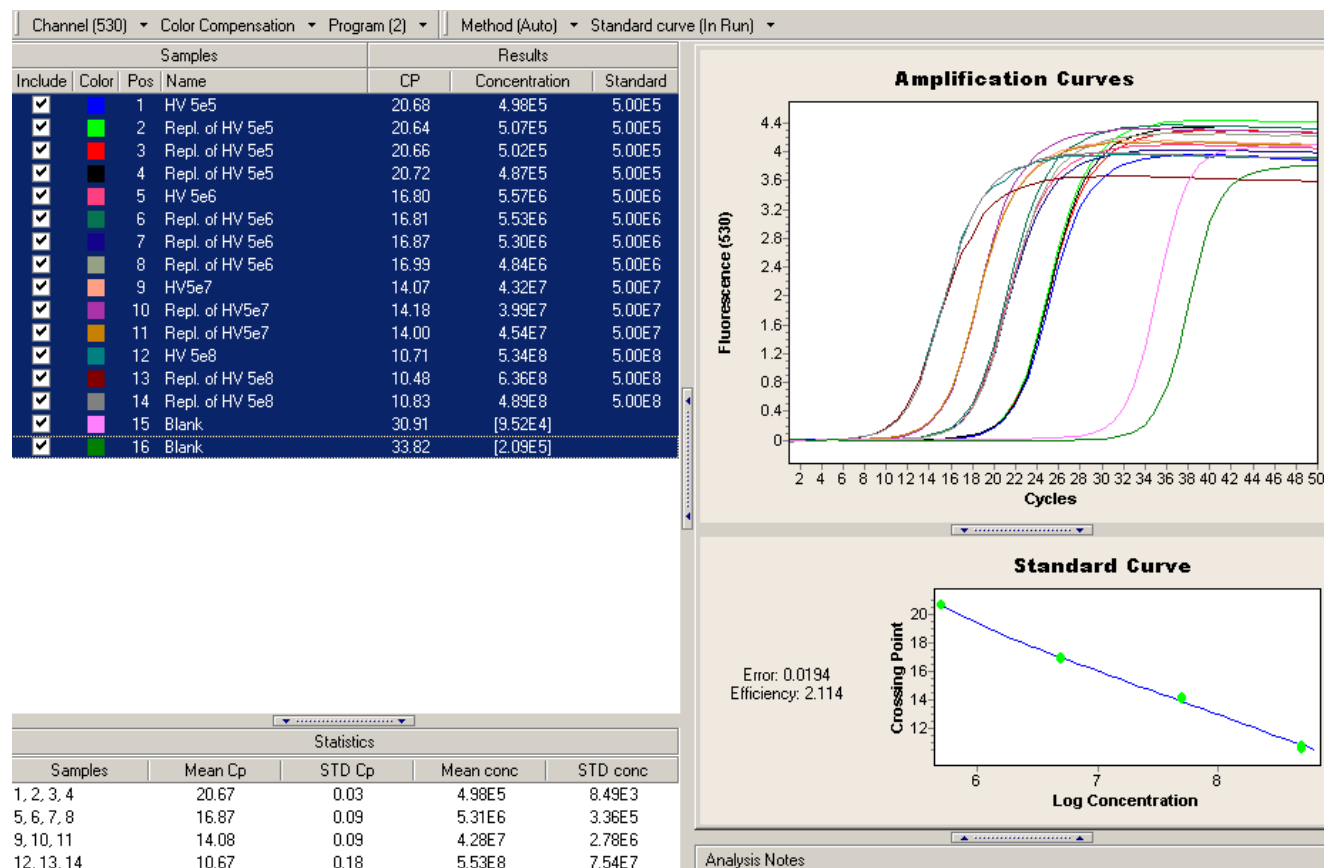 Channel (530) Color Compensation Program (2) Method (Auto) Standard curve (In Run)
Samples Results
Include Color Pos Name CP Concentration Standard
1 HV 5e5 20.68 4.98E5 5.00E5
2 Repl. of HV 5e5 20.64 5.07E5 5.00E5
3 Repl. of HV 5e5 20.66 5.02E5 5.00E5
4 Repl. of HV 5e5 20.72 4.87E5 5.00E5
5 HV 5e6 16.80 5.57E6 5.00E6
6 Repl. of HV 5e6 16.81 5.53E6 5.00E6
7 Repl. of HV 5e6 16.87 5.30E6 5.00E6
8 Repl. of HV 5e6 16.99 4.84E6 5.00E6
9 HV5e7 14.07 4.32E7 5.00E7
10 Repl. of HV5e7 14.18 3.99E7 5.00E7
11 Repl. of HV5e7 14.00 4.54E7 5.00E7
12 HV 5e8 10.71 5.34E8 5.00E8
13 Repl. of HV 5e8 10.48 6.36E8 5.00E8
14 Repl. of HV 5e8 10.83 4.89E8 5.00E8
15 Blank 30.91 [9.52E4]
16 Blank 33.82 [2.09E5]
Statistics
Samples Mean Cp STD Cp Mean conc STD conc
1, 2, 3, 4 20.67 0.03 4.98E5 8.49E3
5, 6, 7, 8 16.87 0.09 5.31E6 3.36E5
9, 10, 11 14.08 0.09 4.28E7 2.78E6
12, 13, 14 10.67 0.18 5.53E8 7.54E7
Amplification Curves
Fluorescence (530)
4.4
4
3.6
3.2
2.8
2.4
2
1.6
1.2
0.8
0.4
0
2 4 6 8 10 12 14 16 18 20 22 24 26 28 30 32 34 36 38 40 42 44 46 48 50
Cycles
Standard Curve
Error: 0.0194
Efficiency: 2.114
Crossing Point
20
18
16
14
12
6 7 8
Log Concentration
Analysis Notes